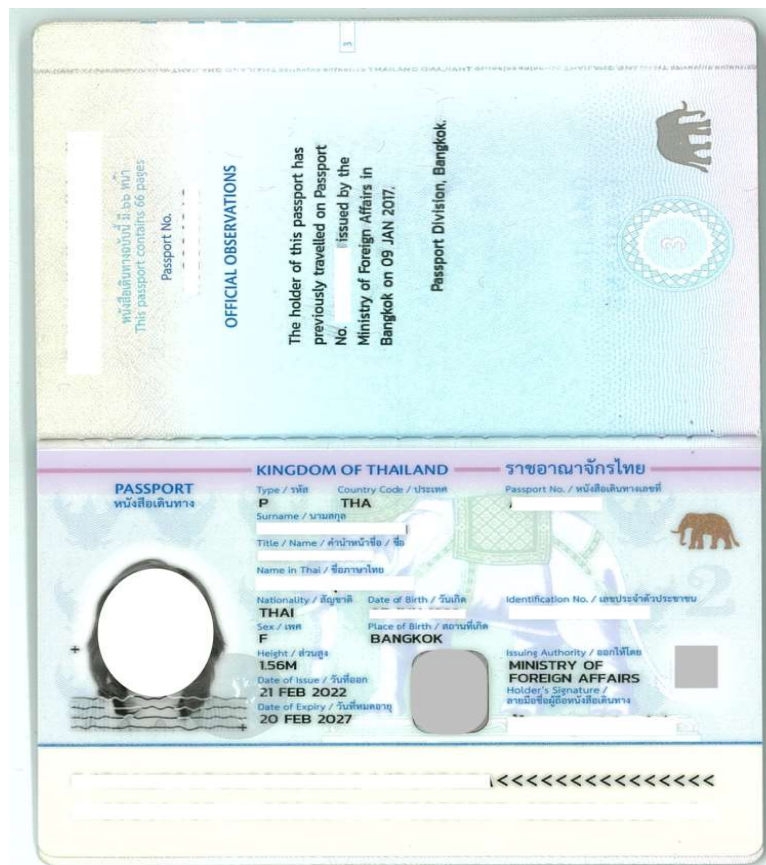 3
หนังสือเดินทางฉบับนี้ มี ๖๖ หน้า
This passport contains 66 pages
Passport No.
OFFICIAL OBSERVATIONS
The holder of this passport has
previously travelled on Passport
No. issued by the
Ministry of Foreign Affairs in
Bangkok on 09 JAN 2017.
Passport Division, Bangkok.
3
KINGDOM OF THAILAND ราชอาณาจักรไทย
PASSPORT
หนังสือเดินทาง
Type / รหัส Country Code / ประเทศ Passport No. / หนังสือเดินทางเลขที่
P THA
Surname / นามสกุล
Title / Name / คำนำหน้าชื่อ / ชื่อ
Name in Thai / ชื่อภาษาไทย
Nationality / สัญชาติ Date of Birth / วันเกิด Identification No. / เลขประจำตัวประชาชน
THAI
Sex / เพศ Place of Birth / สถานที่เกิด
F BANGKOK
Height / ส่วนสูง Issuing Authority / ออกให้โดย
1.56M MINISTRY OF
FOREIGN AFFAIRS
Date of Issue / วันที่ออก Holder's Signature /
21 FEB 2022 ลายมือชื่อผู้ถือหนังสือเดินทาง
Date of Expiry / วันที่หมดอายุ
20 FEB 2027
<<<<<<<<<<<<<<<